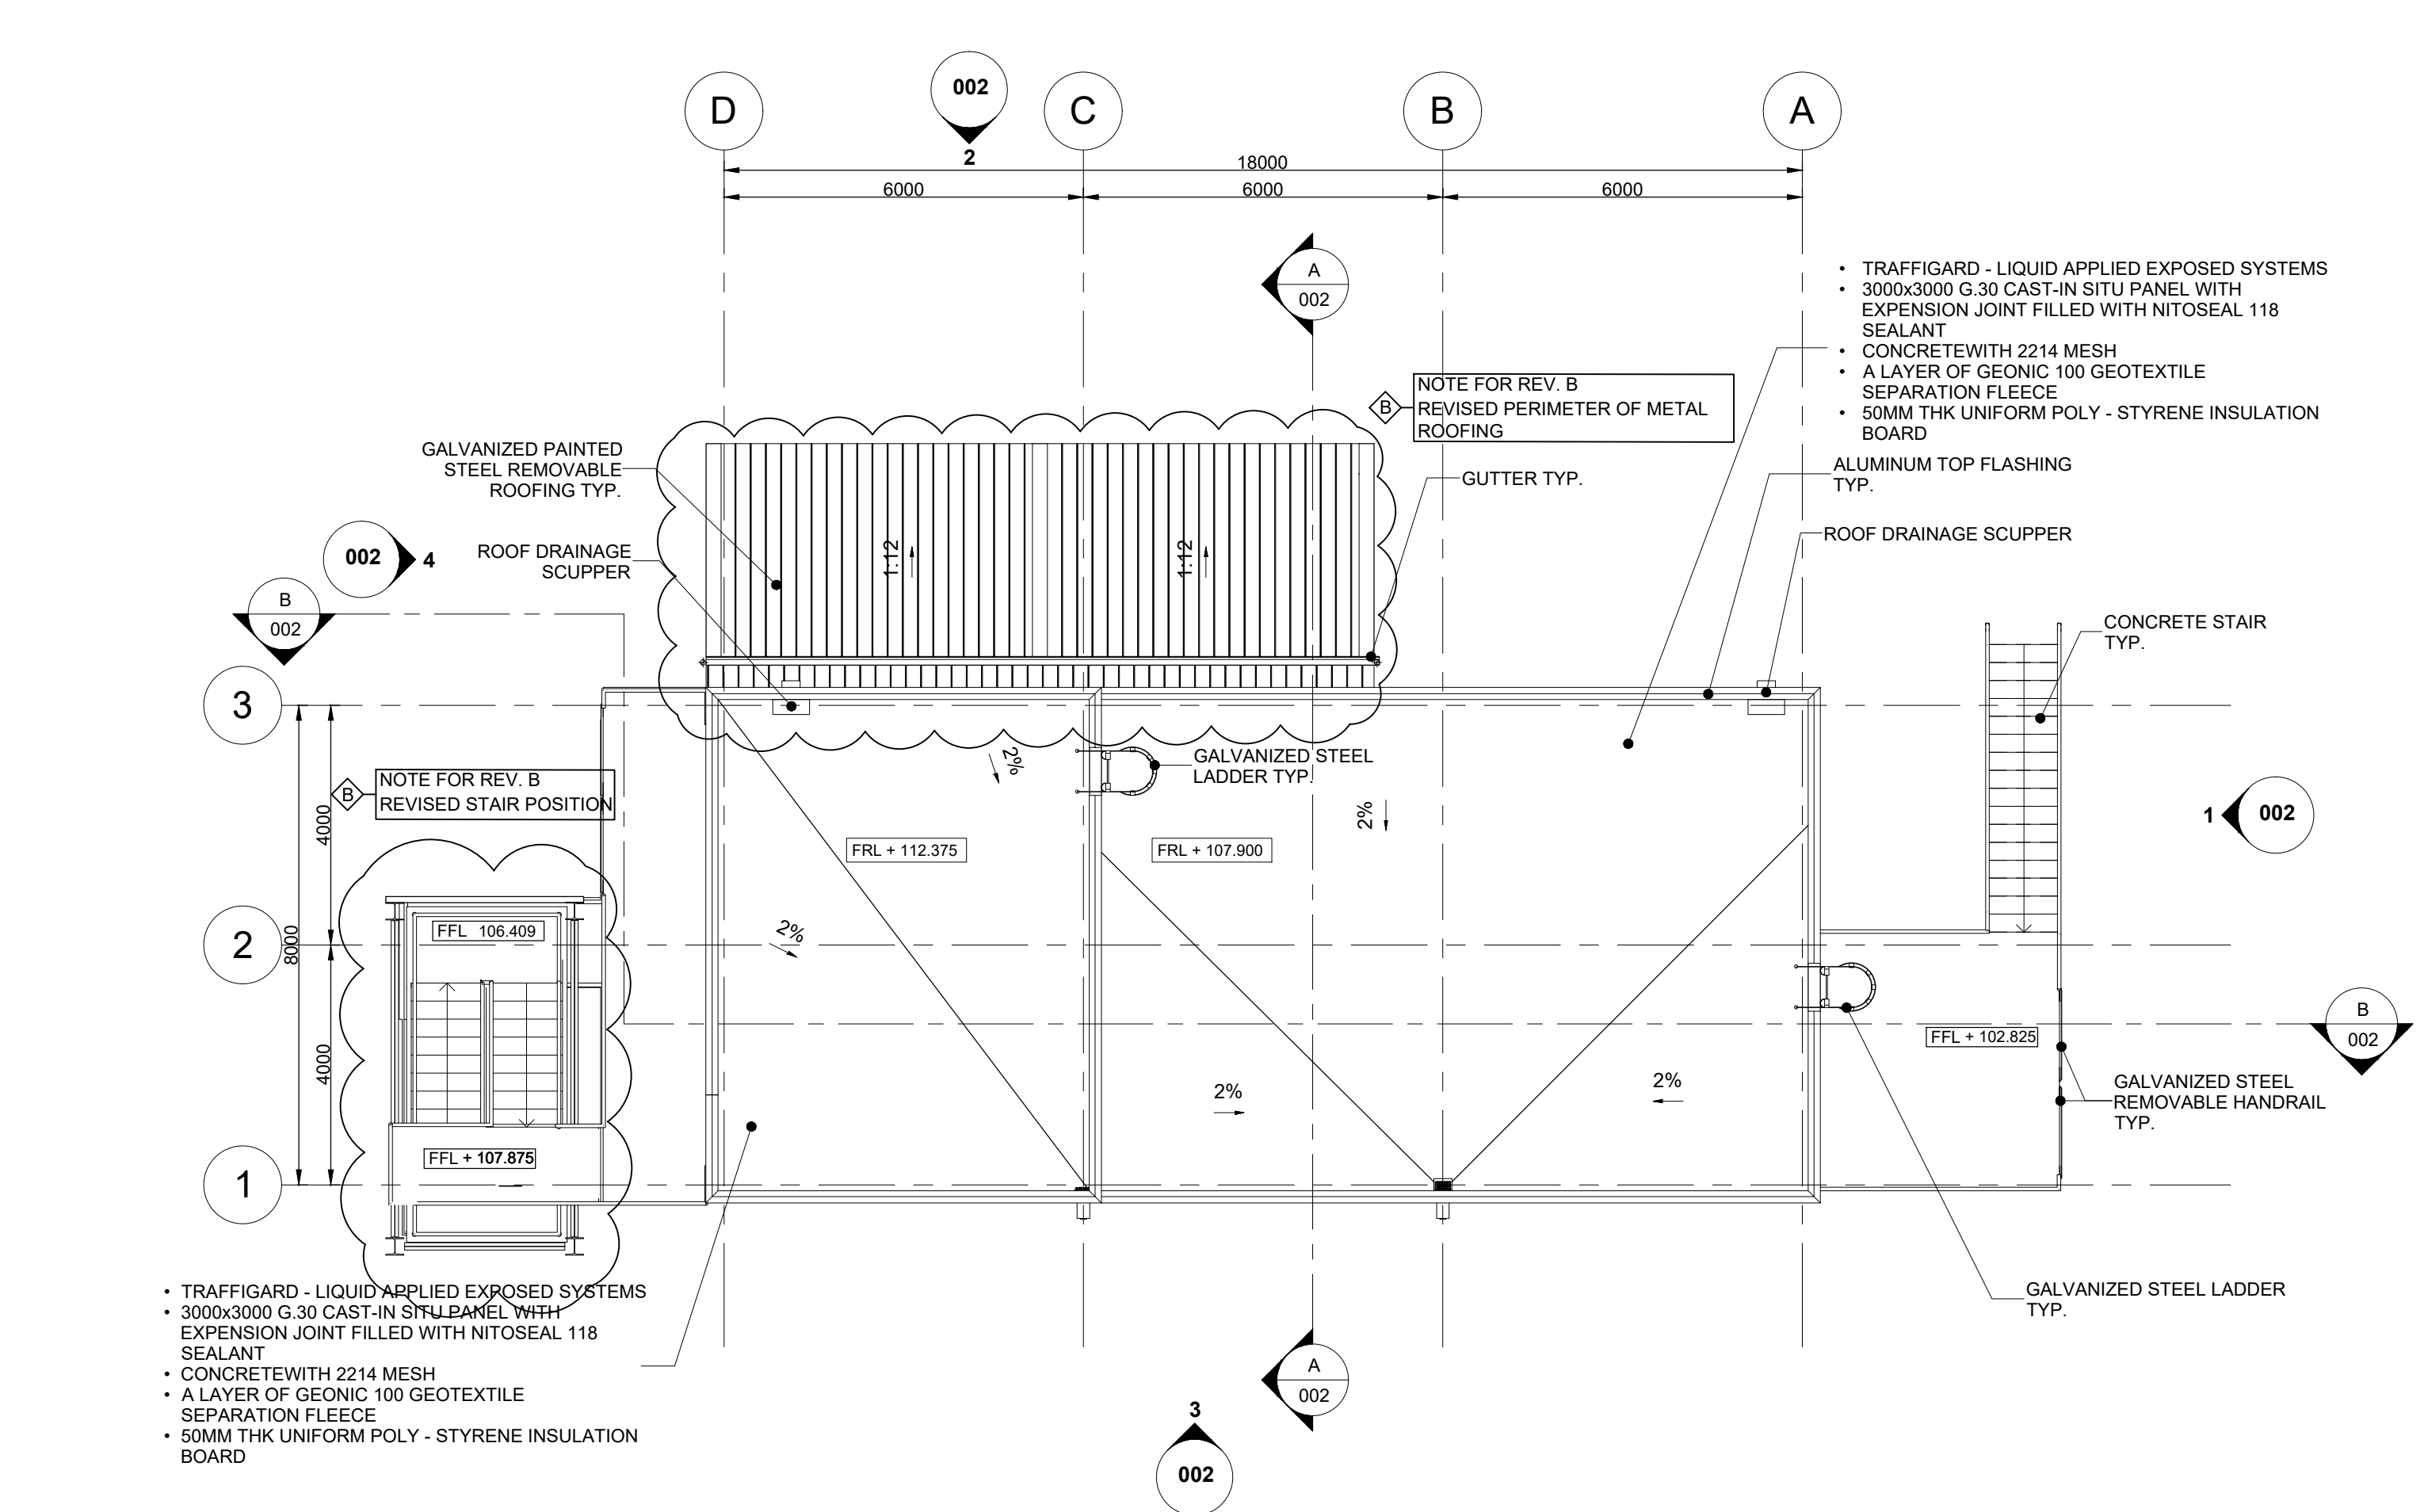 D
002
2
C
B
A
18000
6000
6000
6000
A
002
• TRAFFIGARD - LIQUID APPLIED EXPOSED SYSTEMS
• 3000x3000 G.30 CAST-IN SITU PANEL WITH
EXPENSION JOINT FILLED WITH NITOSEAL 118
SEALANT
• CONCRETEWITH 2214 MESH
• A LAYER OF GEONIC 100 GEOTEXTILE
SEPARATION FLEECE
• 50MM THK UNIFORM POLY - STYRENE INSULATION
BOARD
B
NOTE FOR REV. B
REVISED PERIMETER OF METAL
ROOFING
GALVANIZED PAINTED
STEEL REMOVABLE
ROOFING TYP.
GUTTER TYP.
ALUMINUM TOP FLASHING
TYP.
ROOF DRAINAGE SCUPPER
002
4
ROOF DRAINAGE
SCUPPER
1:12
1:12
B
002
CONCRETE STAIR
TYP.
3
B
NOTE FOR REV. B
REVISED STAIR POSITION
4000
2%
GALVANIZED STEEL
LADDER TYP.
2%
1
002
FRL + 112.375
FRL + 107.900
2
8000
FFL 106.409
2%
B
002
FFL + 102.825
4000
2%
2%
GALVANIZED STEEL
REMOVABLE HANDRAIL
TYP.
FFL + 107.875
1
GALVANIZED STEEL LADDER
TYP.
• TRAFFIGARD - LIQUID APPLIED EXPOSED SYSTEMS
• 3000x3000 G.30 CAST-IN SITU PANEL WITH
EXPENSION JOINT FILLED WITH NITOSEAL 118
SEALANT
• CONCRETEWITH 2214 MESH
• A LAYER OF GEONIC 100 GEOTEXTILE
SEPARATION FLEECE
• 50MM THK UNIFORM POLY - STYRENE INSULATION
BOARD
A
002
3
002